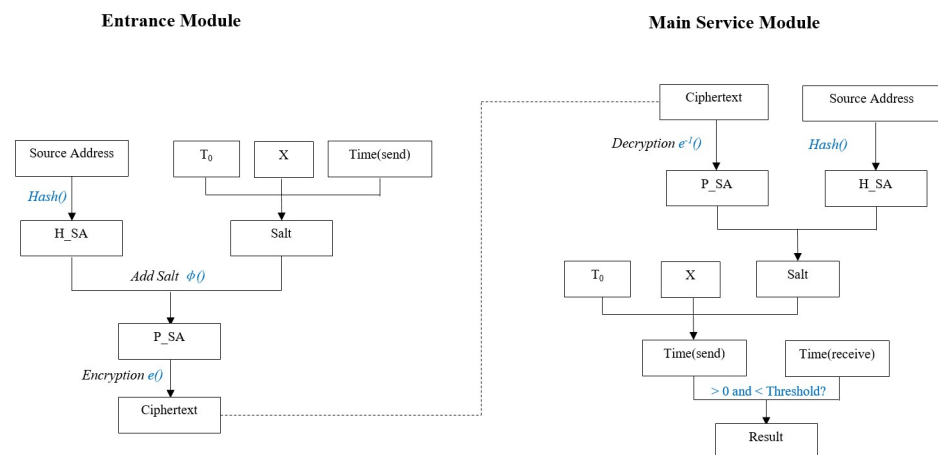 Entrance Module
Main Service Module
Ciphertext
Source Address
Decryption e⁻¹()
Hash()
Source Address
T₀
X
Time(send)
Hash()
P_SA
H_SA
H_SA
Salt
Add Salt ϕ()
T₀
X
Salt
P_SA
Time(send)
Time(receive)
Encryption e()
> 0 and < Threshold?
Ciphertext
Result